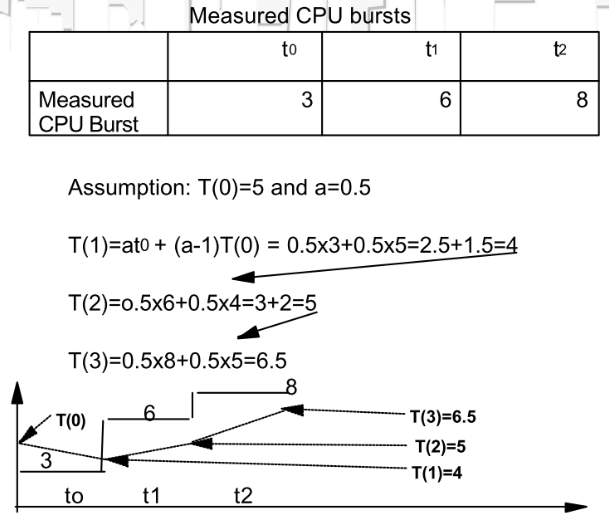 Measured CPU bursts
t0 t1 t2
Measured 3 6 8
CPU Burst
Assumption: T(0)=5 and a=0.5
T(1)=at0 + (a-1)T(0) = 0.5x3+0.5x5=2.5+1.5=4
T(2)=o.5x6+0.5x4=3+2=5
T(3)=0.5x8+0.5x5=6.5
8
T(0) 6 T(3)=6.5
3 T(2)=5
T(1)=4
to t1 t2